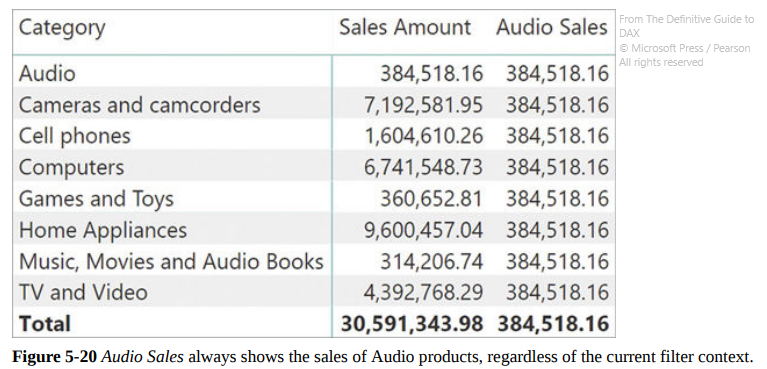 Category Sales Amount Audio Sales
Audio 384,518.16 384,518.16
Cameras and camcorders 7,192,581.95 384,518.16
Cell phones 1,604,610.26 384,518.16
Computers 6,741,548.73 384,518.16
Games and Toys 360,652.81 384,518.16
Home Appliances 9,600,457.04 384,518.16
Music, Movies and Audio Books 314,206.74 384,518.16
TV and Video 4,392,768.29 384,518.16
Total 30,591,343.98 384,518.16
From The Definitive Guide to
DAX
© Microsoft Press / Pearson
All rights reserved
Figure 5-20 Audio Sales always shows the sales of Audio products, regardless of the current filter context.